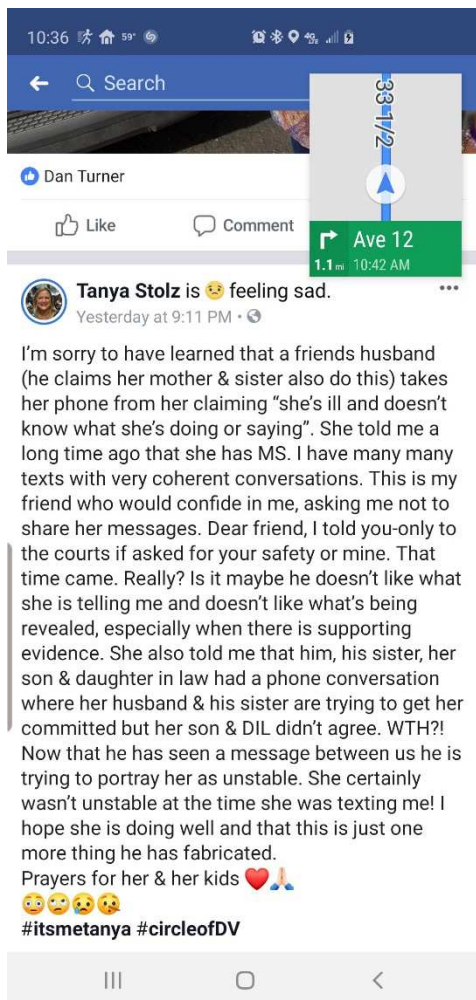 10:36 59°
Search
33 1/2
Dan Turner
Like Comment
Ave 12
1.1 mi 10:42 AM
Tanya Stolz is 😟 feeling sad.
Yesterday at 9:11 PM •
I'm sorry to have learned that a friends husband
(he claims her mother & sister also do this) takes
her phone from her claiming “she's ill and doesn't
know what she's doing or saying”. She told me a
long time ago that she has MS. I have many many
texts with very coherent conversations. This is my
friend who would confide in me, asking me not to
share her messages. Dear friend, I told you-only to
the courts if asked for your safety or mine. That
time came. Really? Is it maybe he doesn't like what
she is telling me and doesn't like what's being
revealed, especially when there is supporting
evidence. She also told me that him, his sister, her
son & daughter in law had a phone conversation
where her husband & his sister are trying to get her
committed but her son & DIL didn't agree. WTH?!
Now that he has seen a message between us he is
trying to portray her as unstable. She certainly
wasn't unstable at the time she was texting me! I
hope she is doing well and that this is just one
more thing he has fabricated.
Prayers for her & her kids ❤️🙏🏻
😳🙄😥😪
#itsmetanya #circleofDV